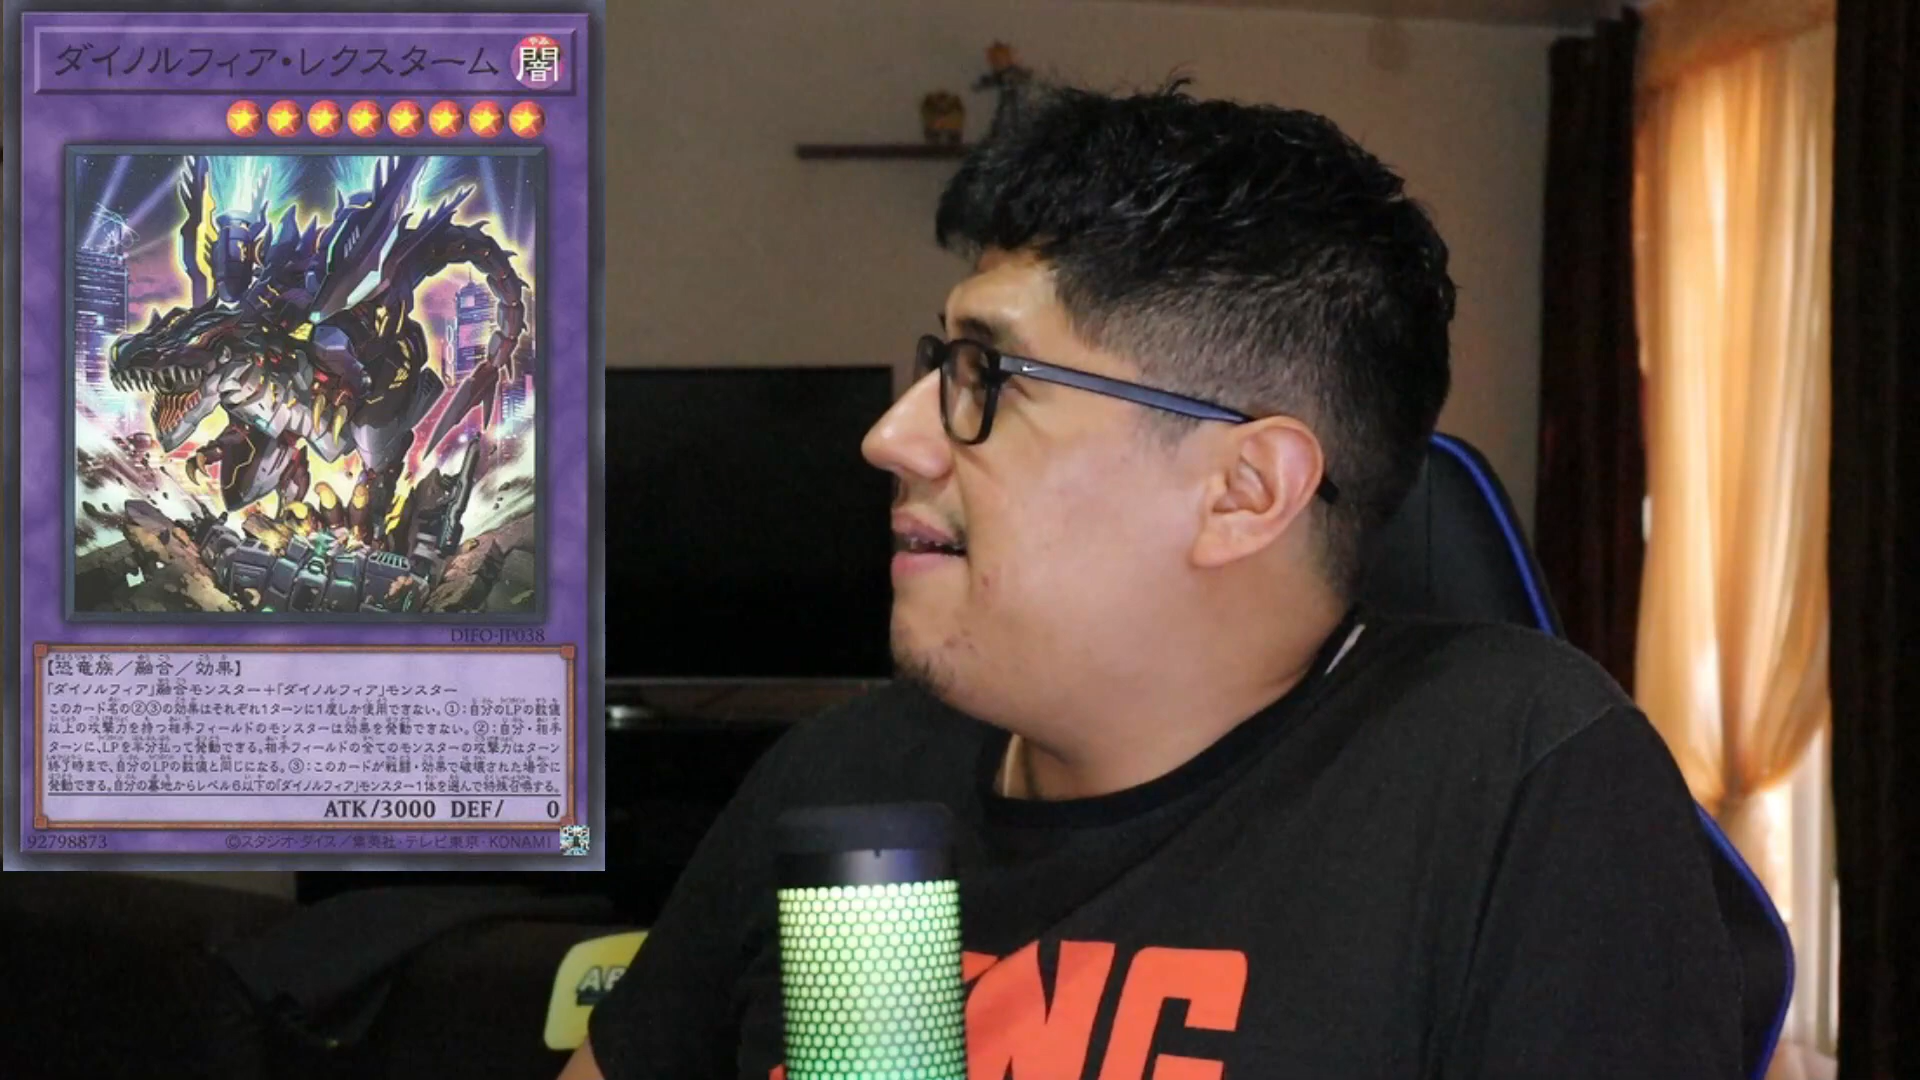 ダイノルフィア・レクスターム
闇
DIFO-JP038
【恐竜族／融合／効果】
「ダイノルフィア」融合モンスター＋「ダイノルフィア」モンスター
このカード名の②③の効果はそれぞれ1ターンに1度しか使用できない。①：自分のLPの数値
以上の攻撃力を持つ相手フィールドのモンスターは効果を発動できない。②：自分・相手
ターンに、LPを半分払って発動できる。相手フィールドの全てのモンスターの攻撃力はターン
終了時まで、自分のLPの数値と同じになる。③：このカードが戦闘・効果で破壊された場合に
発動できる。自分の墓地からレベル6以下の「ダイノルフィア」モンスター1体を選んで特殊召喚する。
ATK/3000 DEF/ 0
92798873
©スタジオ・ダイス／集英社・テレビ東京・KONAMI